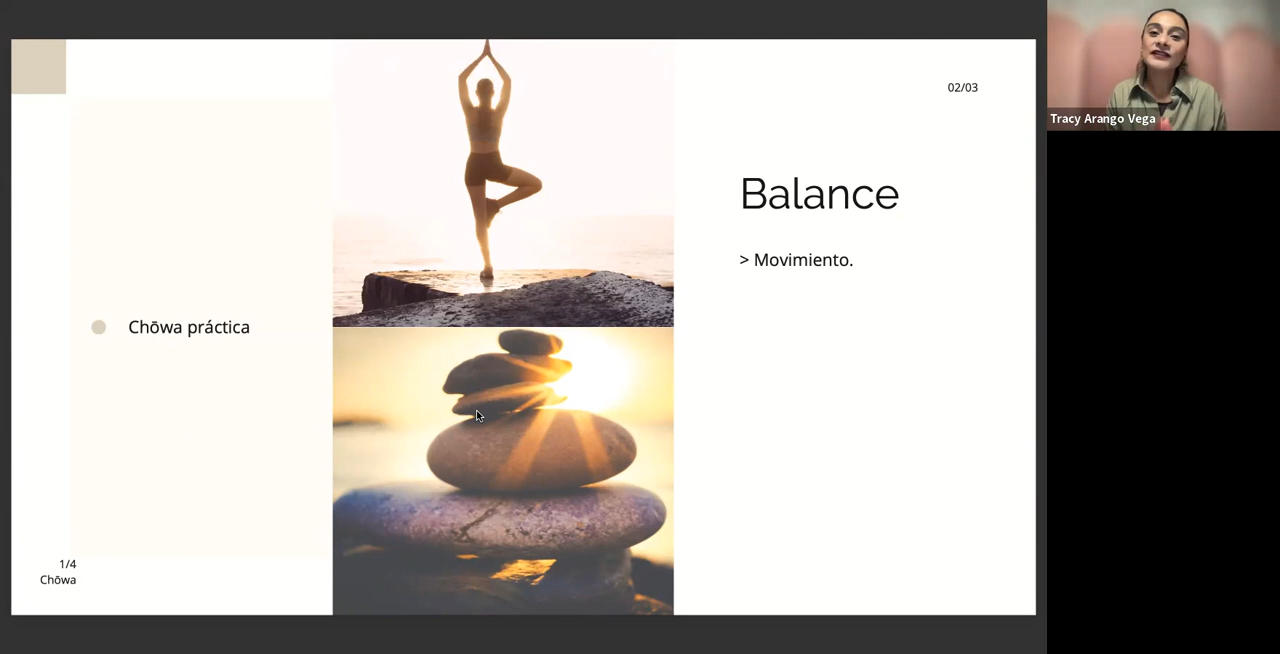 Chōwa práctica
1/4
Chōwa
02/03
Balance
> Movimiento.
Tracy Arango Vega